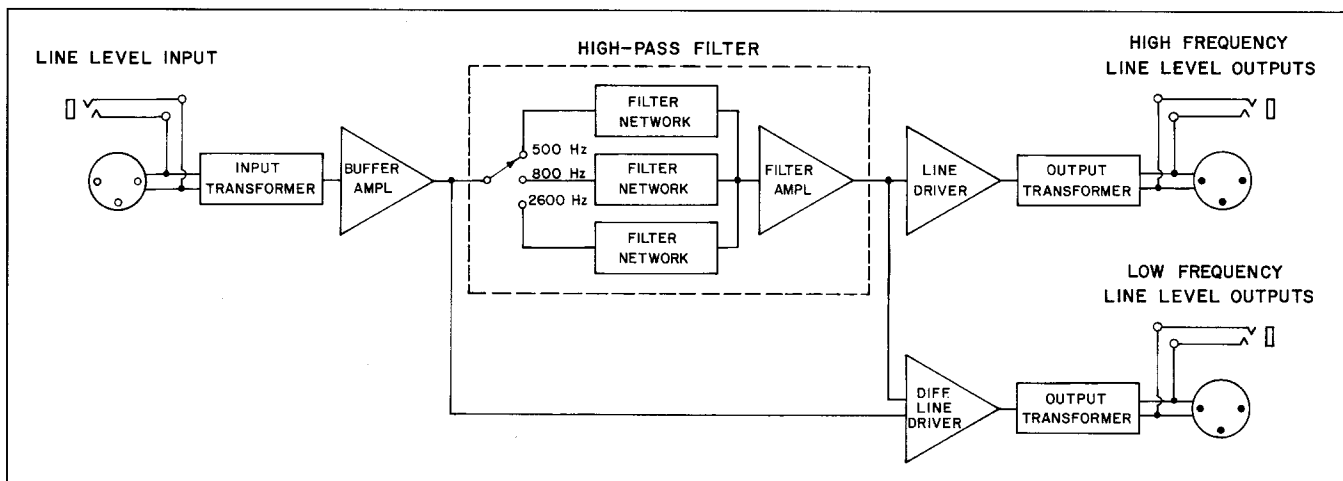 LINE LEVEL INPUT
HIGH-PASS FILTER
HIGH FREQUENCY
LINE LEVEL OUTPUTS
INPUT
TRANSFORMER
BUFFER
AMPL
500 Hz
800 Hz
2600 Hz
FILTER
NETWORK
FILTER
NETWORK
FILTER
NETWORK
FILTER
AMPL
LINE
DRIVER
OUTPUT
TRANSFORMER
LOW FREQUENCY
LINE LEVEL OUTPUTS
DIFF.
LINE
DRIVER
OUTPUT
TRANSFORMER